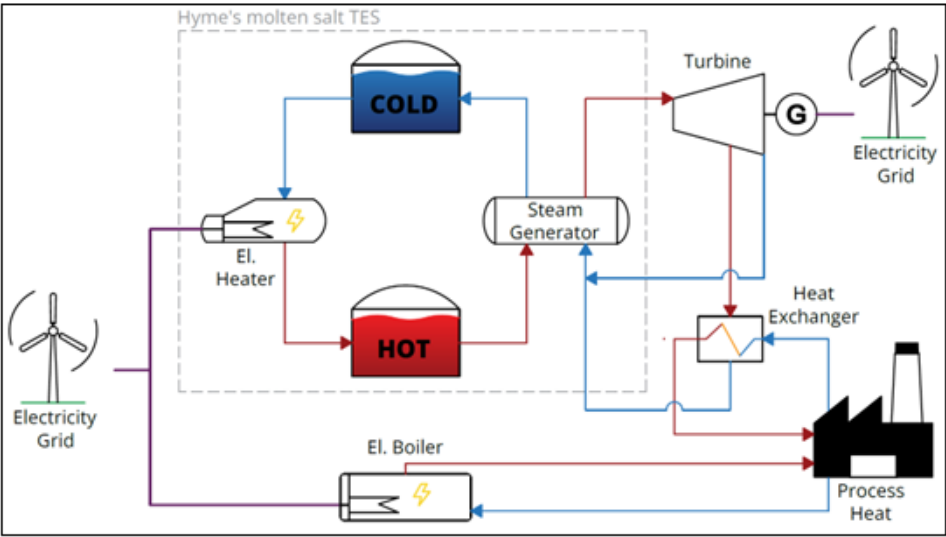 Hyme's molten salt TES
COLD
Turbine
G
Electricity
Grid
Steam
Generator
El.
Heater
HOT
Heat
Exchanger
Electricity
Grid
El. Boiler
Process
Heat